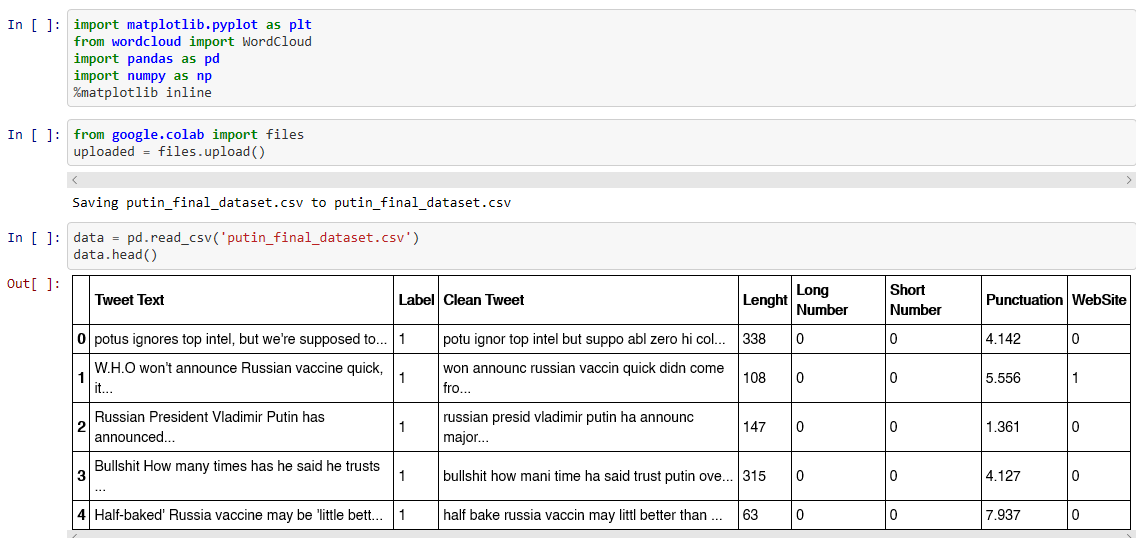 In [ ]: import matplotlib.pyplot as plt
from wordcloud import WordCloud
import pandas as pd
import numpy as np
%matplotlib inline
In [ ]: from google.colab import files
uploaded = files.upload()
Saving putin_final_dataset.csv to putin_final_dataset.csv
In [ ]: data = pd.read_csv('putin_final_dataset.csv')
data.head()
Out[ ]:
Tweet Text Label Clean Tweet Lenght Long Number Short Number Punctuation WebSite
0 potus ignores top intel, but we're supposed to... 1 potu ignor top intel but suppo abl zero hi col... 338 0 0 4.142 0
1 W.H.O won't announce Russian vaccine quick, it... 1 won announc russian vaccin quick didn come fro... 108 0 0 5.556 1
2 Russian President Vladimir Putin has announced... 1 russian presid vladimir putin ha announc major... 147 0 0 1.361 0
3 Bullshit How many times has he said he trusts ... 1 bullshit how mani time ha said trust putin ove... 315 0 0 4.127 0
4 Half-baked' Russia vaccine may be 'little bett... 1 half bake russia vaccin may littl better than ... 63 0 0 7.937 0